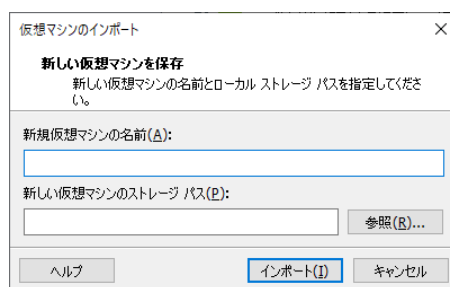 仮想マシンのインポート
新しい仮想マシンを保存
新しい仮想マシンの名前とローカル ストレージ パスを指定してくださ
い。
新規仮想マシンの名前(A):
新しい仮想マシンのストレージ パス(P):
参照(R)...
ヘルプ
インポート(I)
キャンセル